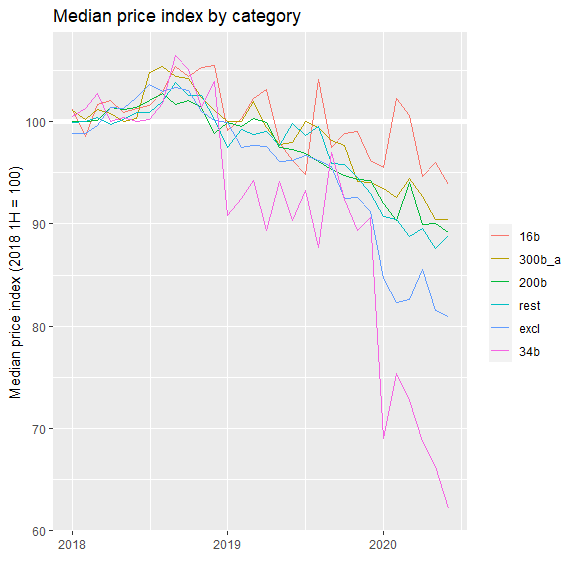 Median price index by category
Median price index (2018 1H = 100)
100
90
80
70
60
2018
2019
2020
16b
300b_a
200b
rest
excl
34b